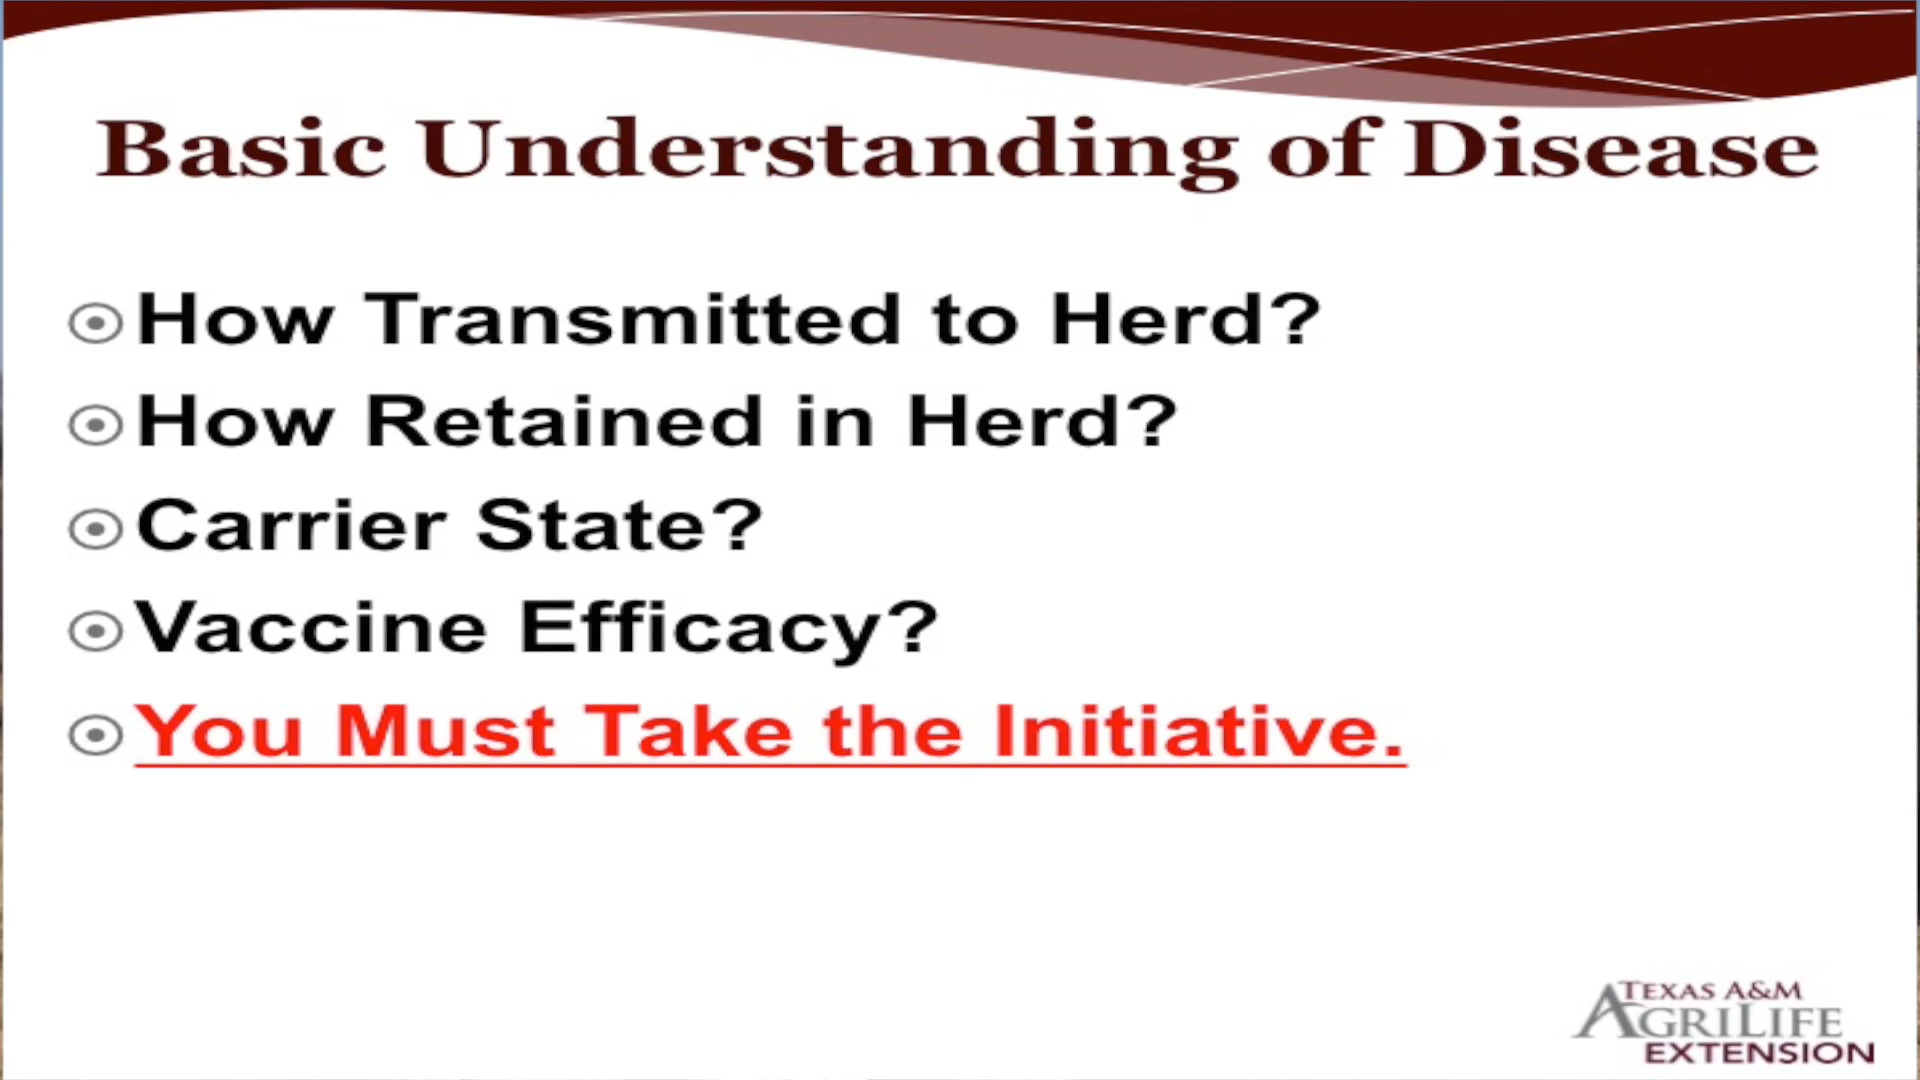 Basic Understanding of Disease
How Transmitted to Herd?
How Retained in Herd?
Carrier State?
Vaccine Efficacy?
You Must Take the Initiative.
TEXAS A&M
AGRILIFE
EXTENSION